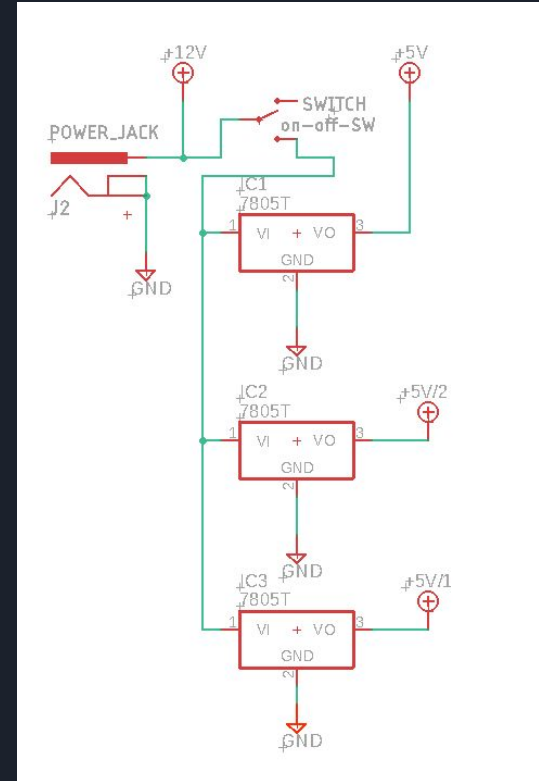 +12V
+5V
SWITCH
on-off-SW
POWER_JACK
J2
GND
IC1
7805T
1
VI
VO
3
GND
2
GND
+5V/2
IC2
7805T
1
VI
VO
3
GND
2
GND
+5V/1
IC3
7805T
1
VI
VO
3
GND
2
GND